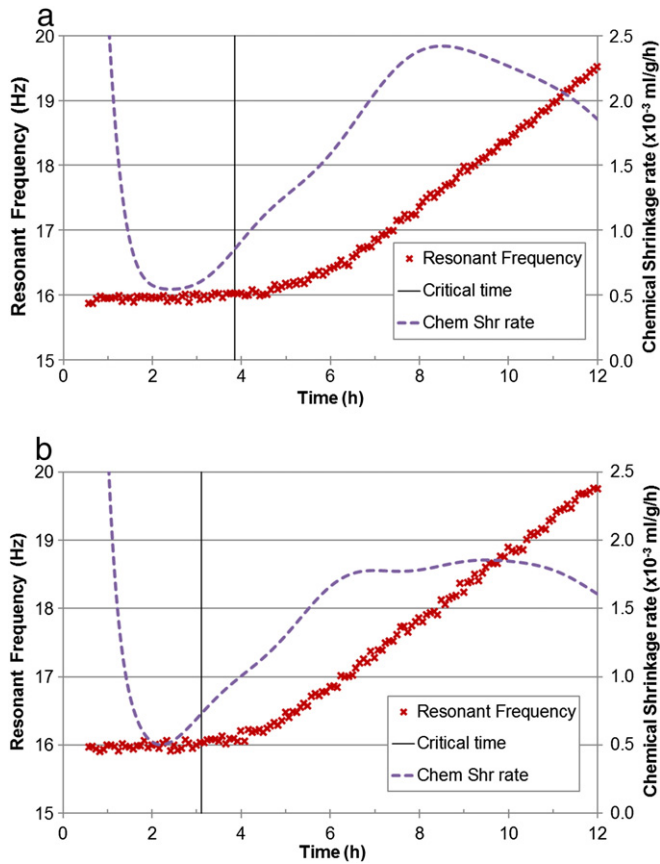 a
20
19
18
17
16
15
Resonant Frequency (Hz)
2.5
2.0
1.5
1.0
0.5
0.0
Chemical Shrinkage rate (x10⁻³ ml/g/h)
Resonant Frequency
Critical time
Chem Shr rate
0 2 4 6 8 10 12
Time (h)
b
20
19
18
17
16
15
Resonant Frequency (Hz)
2.5
2.0
1.5
1.0
0.5
0.0
Chemical Shrinkage rate (x10⁻³ ml/g/h)
Resonant Frequency
Critical time
Chem Shr rate
0 2 4 6 8 10 12
Time (h)